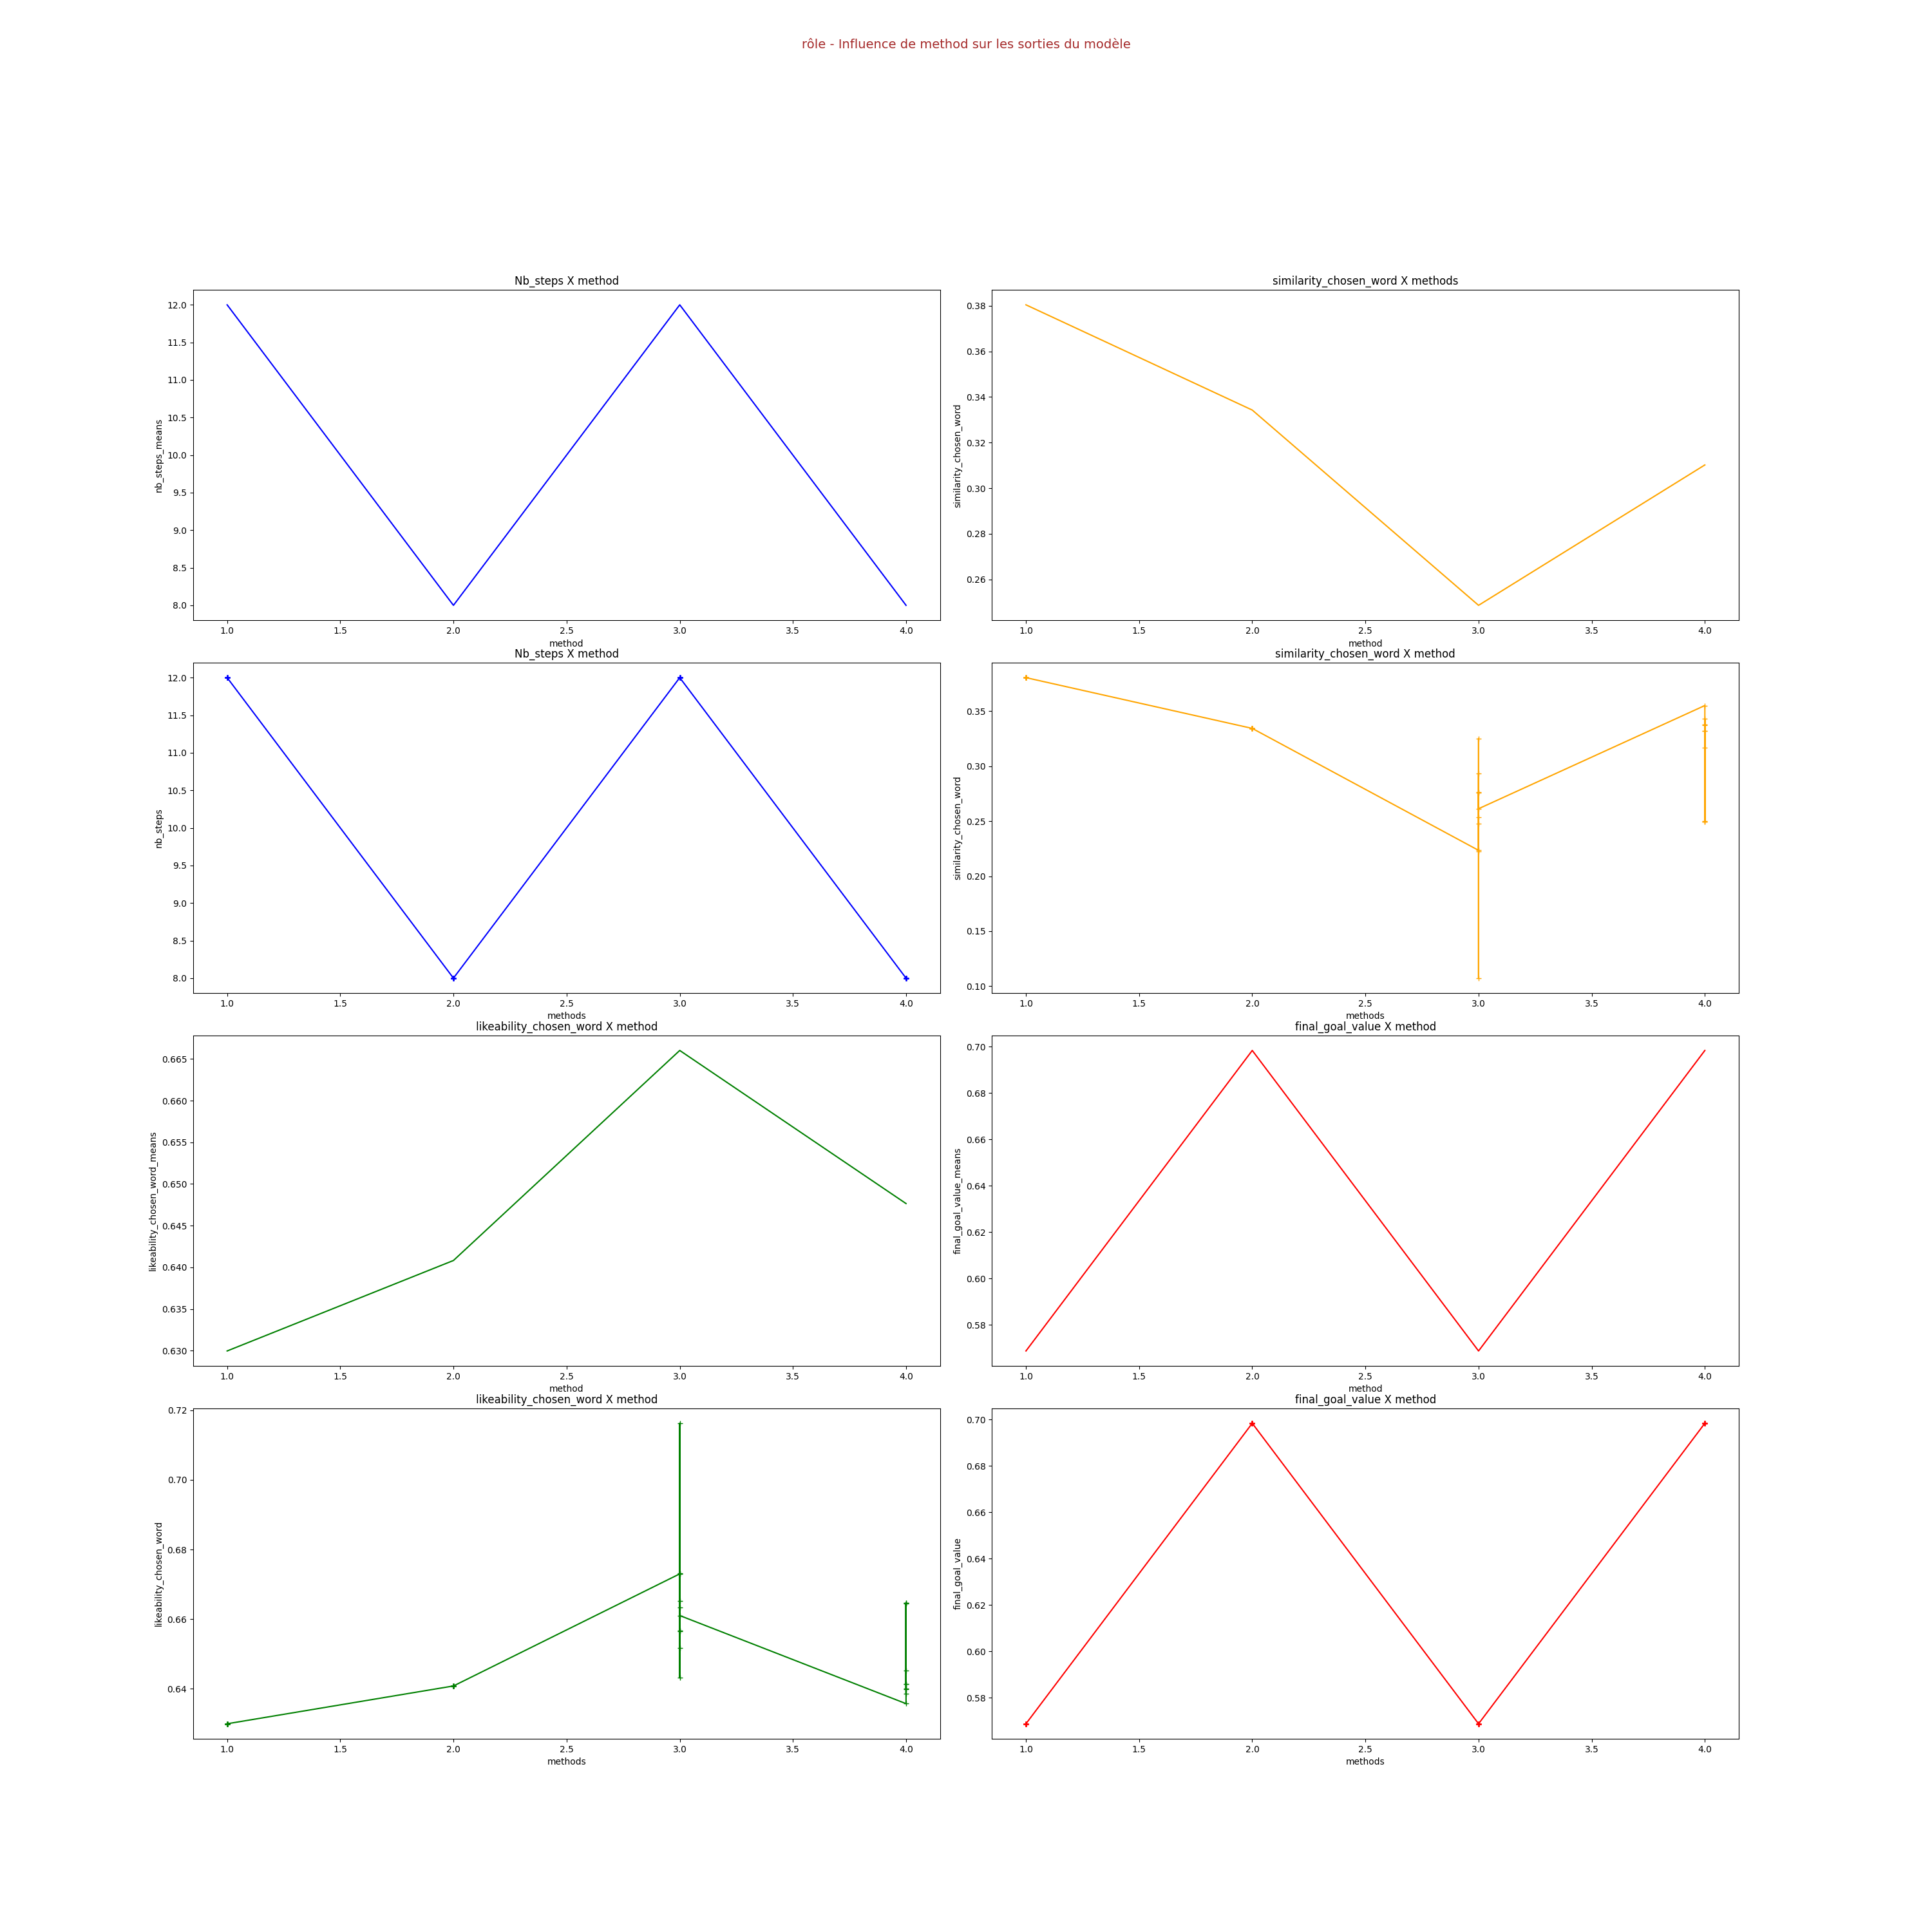 rôle - Influence de method sur les sorties du modèle
Nb_steps X method
nb_steps_means
12.0
11.5
11.0
10.5
10.0
9.5
9.0
8.5
8.0
1.0 1.5 2.0 2.5 3.0 3.5 4.0
method
similarity_chosen_word X methods
similarity_chosen_word
0.38
0.36
0.34
0.32
0.30
0.28
0.26
1.0 1.5 2.0 2.5 3.0 3.5 4.0
method
Nb_steps X method
nb_steps
12.0
11.5
11.0
10.5
10.0
9.5
9.0
8.5
8.0
1.0 1.5 2.0 2.5 3.0 3.5 4.0
methods
similarity_chosen_word X method
similarity_chosen_word
0.35
0.30
0.25
0.20
0.15
0.10
1.0 1.5 2.0 2.5 3.0 3.5 4.0
methods
likeability_chosen_word X method
likeability_chosen_word_means
0.665
0.660
0.655
0.650
0.645
0.640
0.635
0.630
1.0 1.5 2.0 2.5 3.0 3.5 4.0
method
final_goal_value X method
final_goal_value_means
0.70
0.68
0.66
0.64
0.62
0.60
0.58
1.0 1.5 2.0 2.5 3.0 3.5 4.0
method
likeability_chosen_word X method
likeability_chosen_word
0.72
0.70
0.68
0.66
0.64
1.0 1.5 2.0 2.5 3.0 3.5 4.0
methods
final_goal_value X method
final_goal_value
0.70
0.68
0.66
0.64
0.62
0.60
0.58
1.0 1.5 2.0 2.5 3.0 3.5 4.0
methods